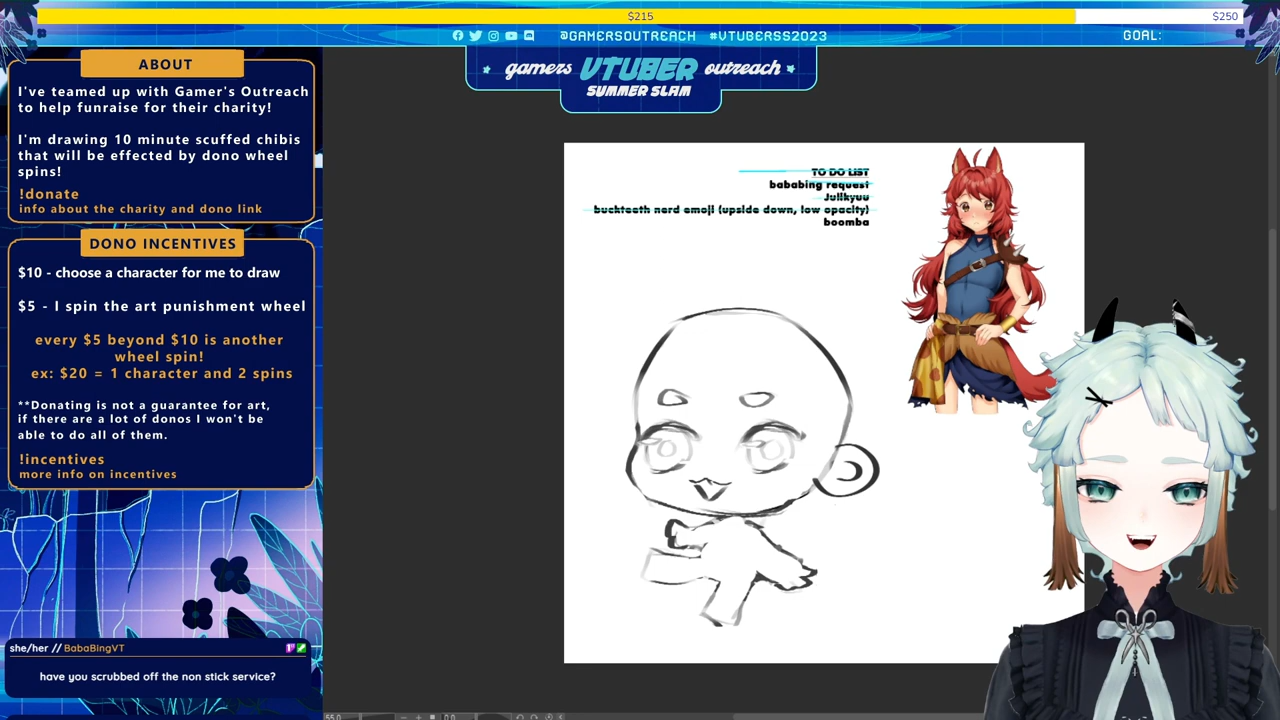 $215
$250
@GAMERSOUTREACH #VTUBERSS2023
GOAL:
gamers VTUBER outreach
SUMMER SLAM
ABOUT
I've teamed up with Gamer's Outreach
to help funraise for their charity!
I'm drawing 10 minute scuffed chibis
that will be effected by dono wheel
spins!
!donate
info about the charity and dono link
DONO INCENTIVES
$10 - choose a character for me to draw
$5 - I spin the art punishment wheel
every $5 beyond $10 is another
wheel spin!
ex: $20 = 1 character and 2 spins
**Donating is not a guarantee for art,
if there are a lot of donos I won't be
able to do all of them.
!incentives
more info on incentives
TO DO LIST
bababing request
Julikyuu
buckteeth nerd emoji (upside down, low opacity)
boomba
she/her // BabaBingVT
have you scrubbed off the non stick service?